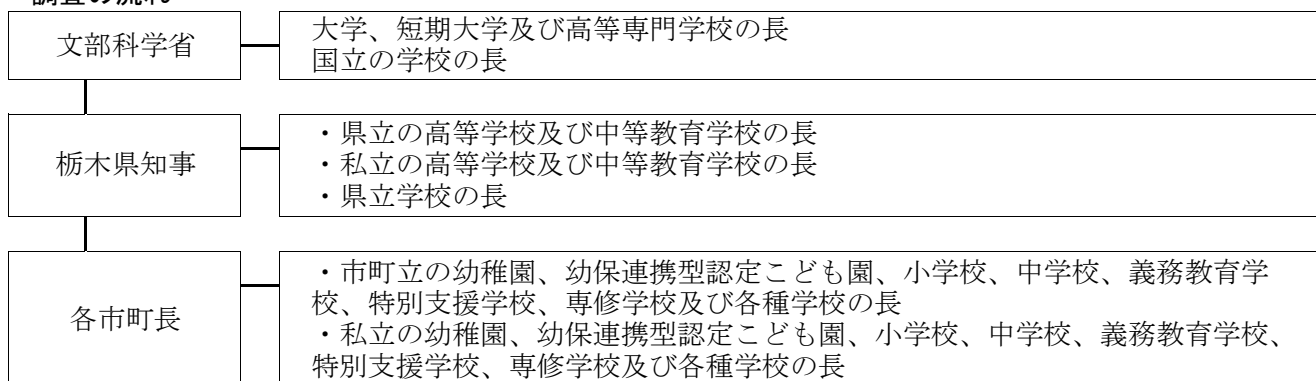 調査の流れ
文部科学省
大学、短期大学及び高等専門学校の長
国立の学校の長
栃木県知事
・県立の高等学校及び中等教育学校の長
・私立の高等学校及び中等教育学校の長
・県立学校の長
各市町長
・市町立の幼稚園、幼保連携型認定こども園、小学校、中学校、義務教育学
校、特別支援学校、専修学校及び各種学校の長
・私立の幼稚園、幼保連携型認定こども園、小学校、中学校、義務教育学校、
特別支援学校、専修学校及び各種学校の長